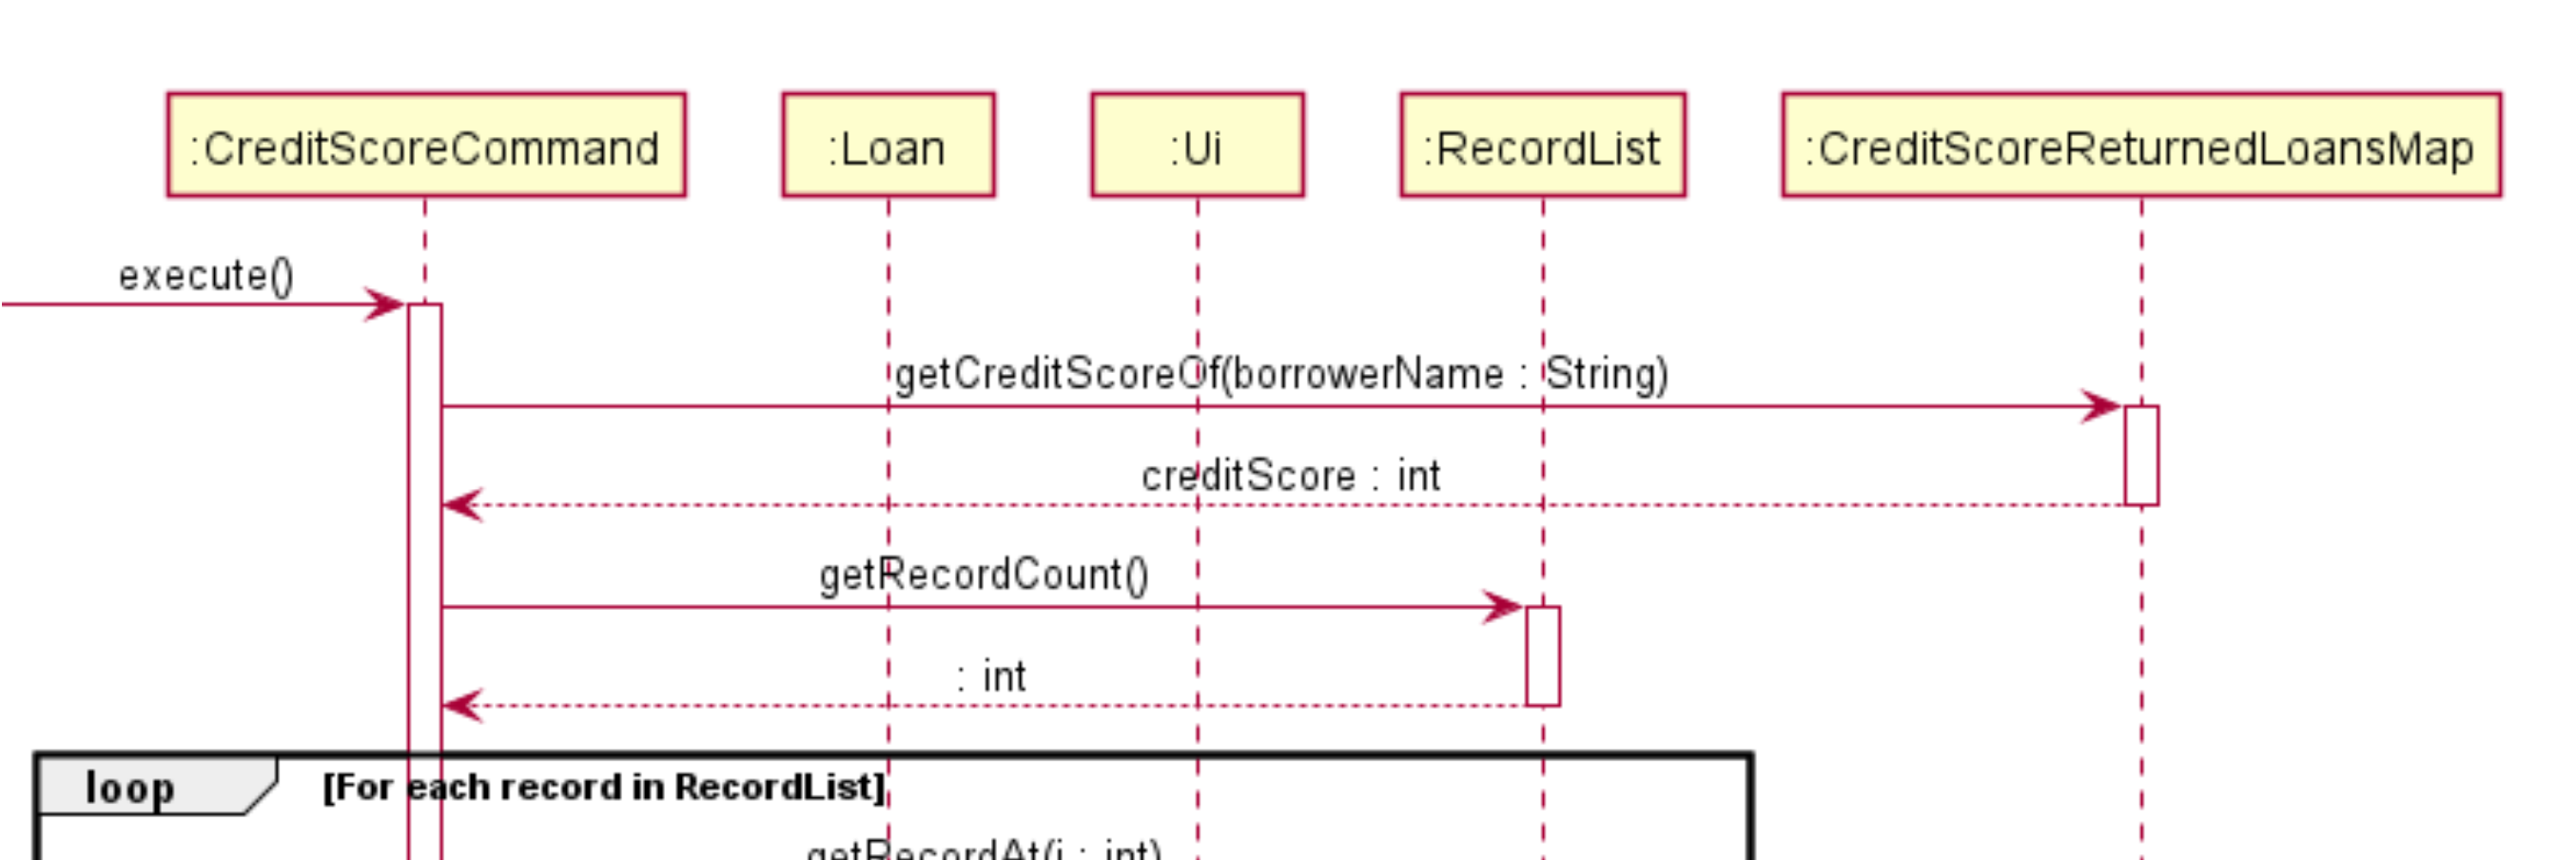 :CreditScoreCommand :Loan :Ui :RecordList :CreditScoreReturnedLoansMap
execute()
getCreditScoreOf(borrowerName : String)
creditScore : int
getRecordCount()
: int
loop [For each record in RecordList]
getRecordAt(i : int)